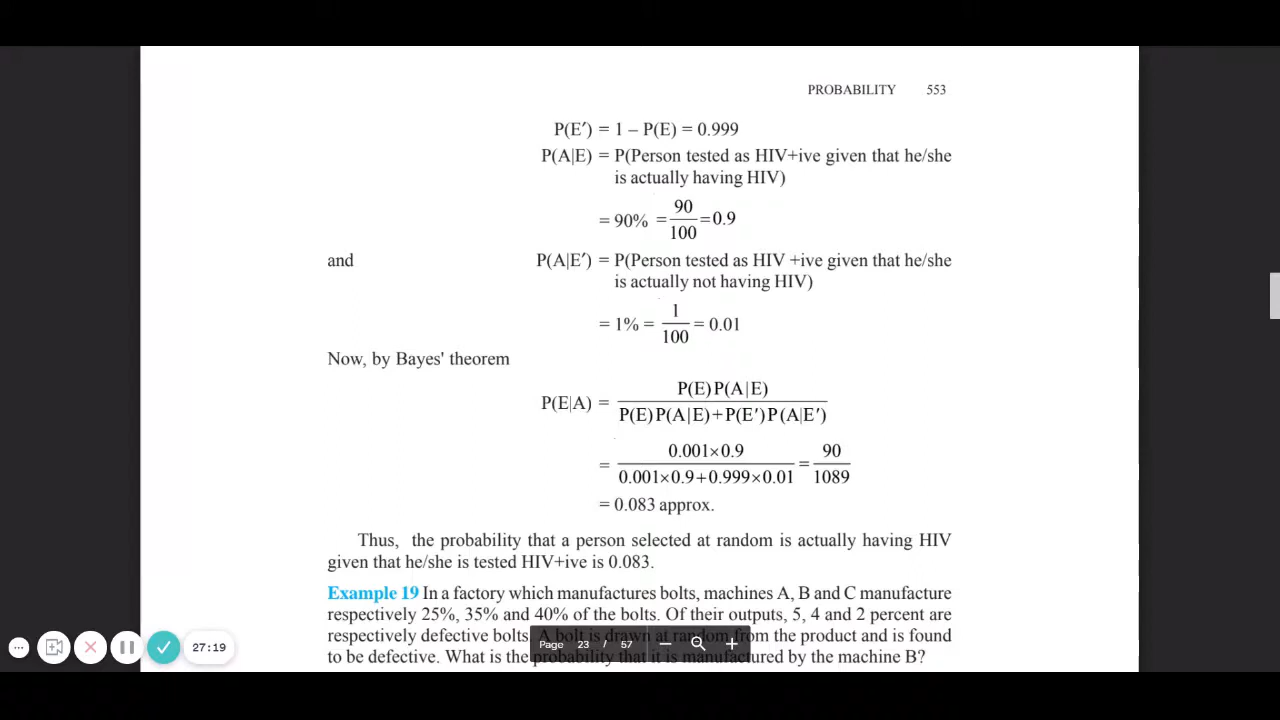 PROBABILITY 553
P(E′) = 1 – P(E) = 0.999
P(A|E) = P(Person tested as HIV+ive given that he/she
is actually having HIV)
= 90% = 90/100 = 0.9
and P(A|E′) = P(Person tested as HIV +ive given that he/she
is actually not having HIV)
= 1% = 1/100 = 0.01
Now, by Bayes' theorem
P(E|A) = P(E) P(A|E) / P(E) P(A|E) + P(E′) P(A|E′)
= 0.001×0.9 / 0.001×0.9+0.999×0.01 = 90/1089
= 0.083 approx.
Thus, the probability that a person selected at random is actually having HIV
given that he/she is tested HIV+ive is 0.083.
Example 19 In a factory which manufactures bolts, machines A, B and C manufacture
respectively 25%, 35% and 40% of the bolts. Of their outputs, 5, 4 and 2 percent are
respectively defective bolts. A bolt is drawn at random from the product and is found
to be defective. What is the probability that it is manufactured by the machine B?
Page 23 / 57
27:19